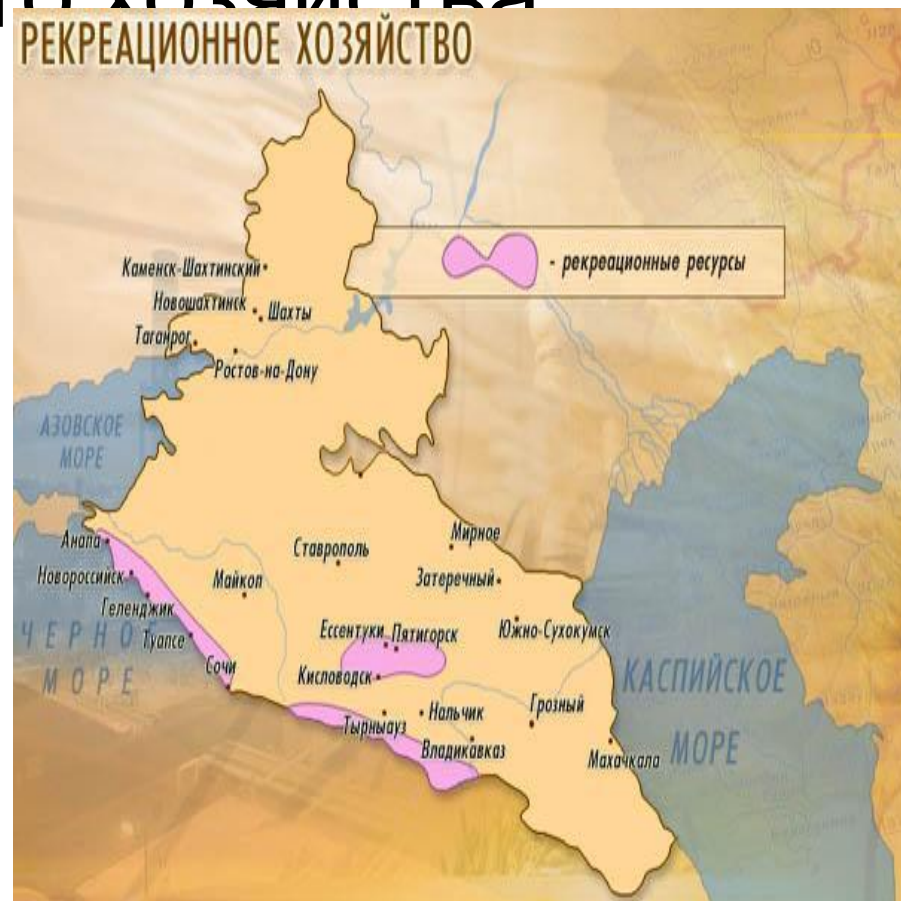 РЕКРЕАЦИОННОЕ ХОЗЯЙСТВО
- рекреационные ресурсы
Каменск-Шахтинский
Новошахтинск
Шахты
Таганрог
Ростов-на-Дону
АЗОВСКОЕ
МОРЕ
Анапа
Новороссийск
Геленджик
Туапсе
Сочи
Майкоп
Ставрополь
Мирное
Затеречный
Ессентуки
Пятигорск
Южно-Сухокумск
Кисловодск
ЧЕРНО
МОРЕ
Тырныауз
Нальчик
Грозный
Владикавказ
Махачкала
КАСПИЙСКОЕ
МОРЕ